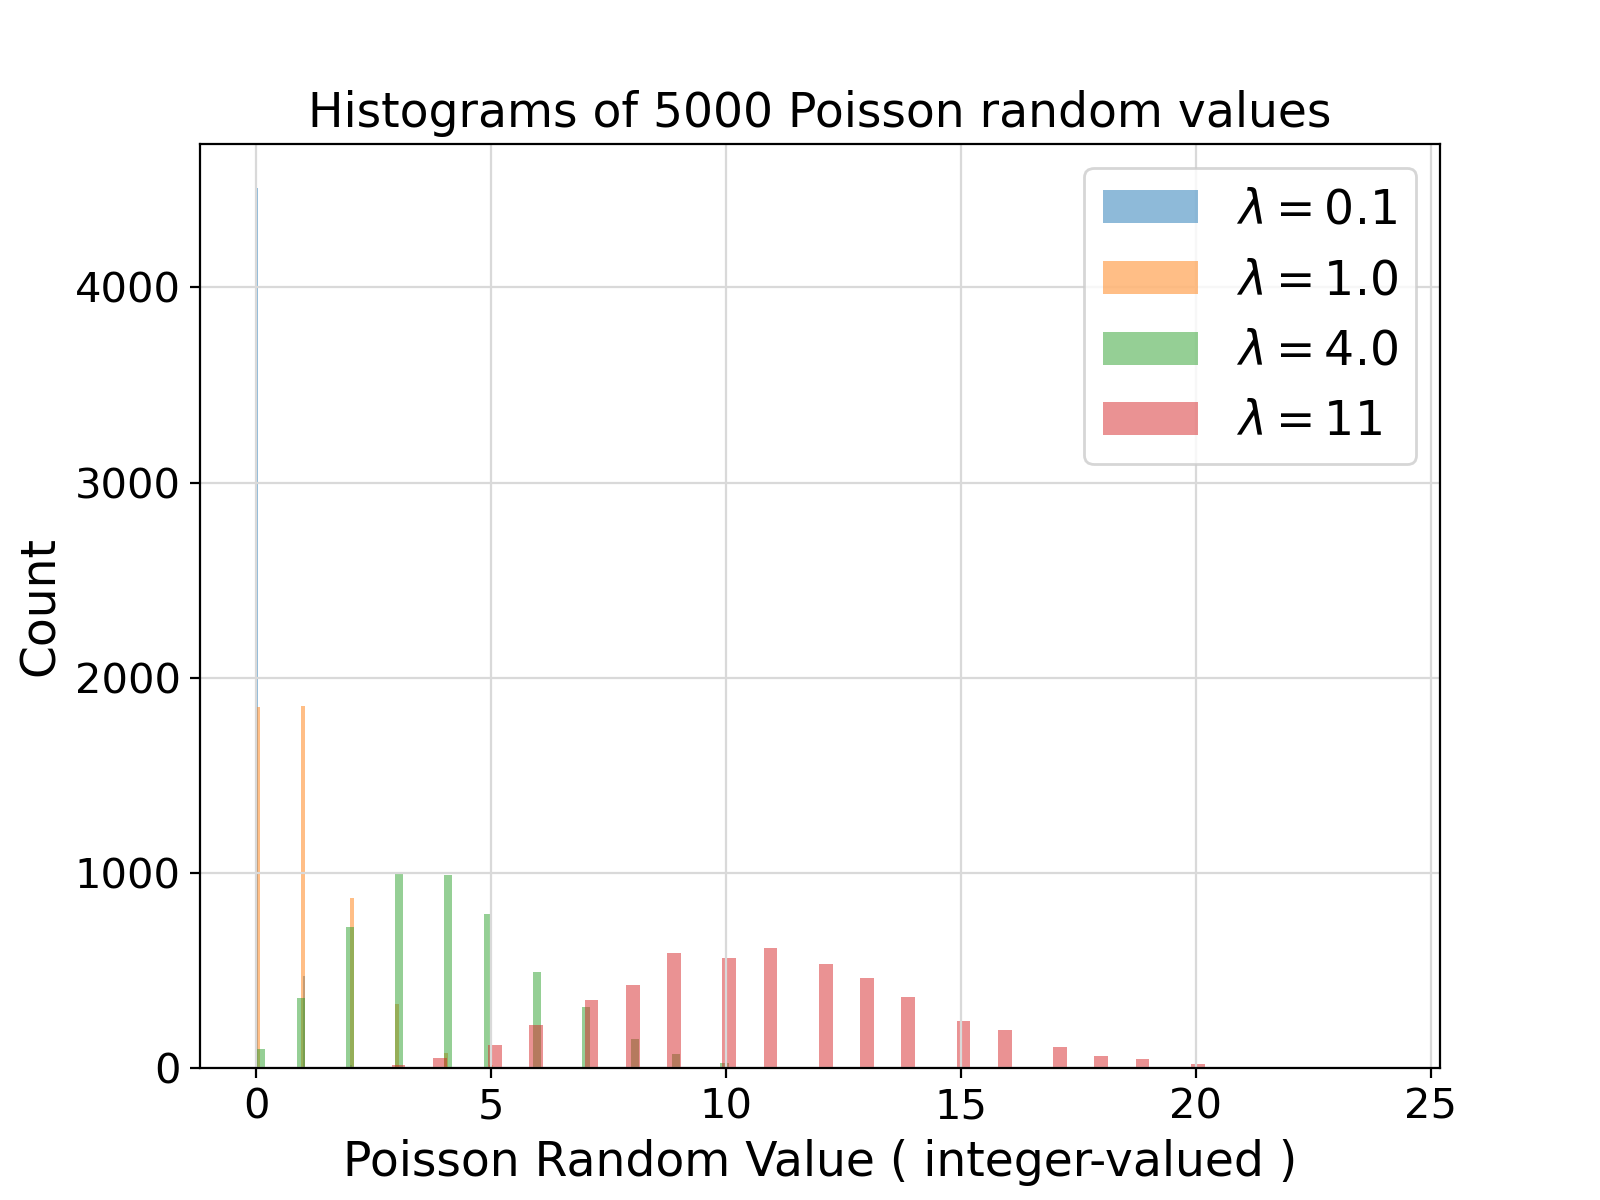 Histograms of 5000 Poisson random values
λ = 0.1
λ = 1.0
λ = 4.0
λ = 11
4000
3000
2000
1000
0
Count
0 5 10 15 20 25
Poisson Random Value ( integer-valued )